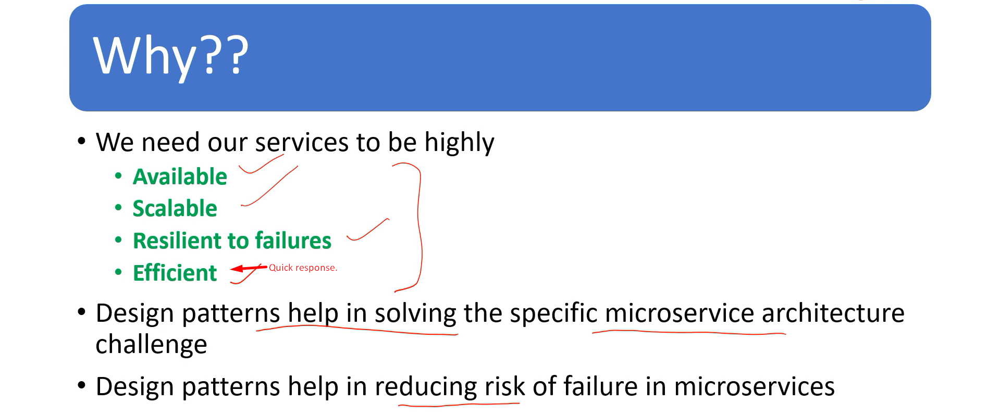 Why??
• We need our services to be highly
• Available
• Scalable
• Resilient to failures
• Efficient Quick response.
• Design patterns help in solving the specific microservice architecture
challenge
• Design patterns help in reducing risk of failure in microservices